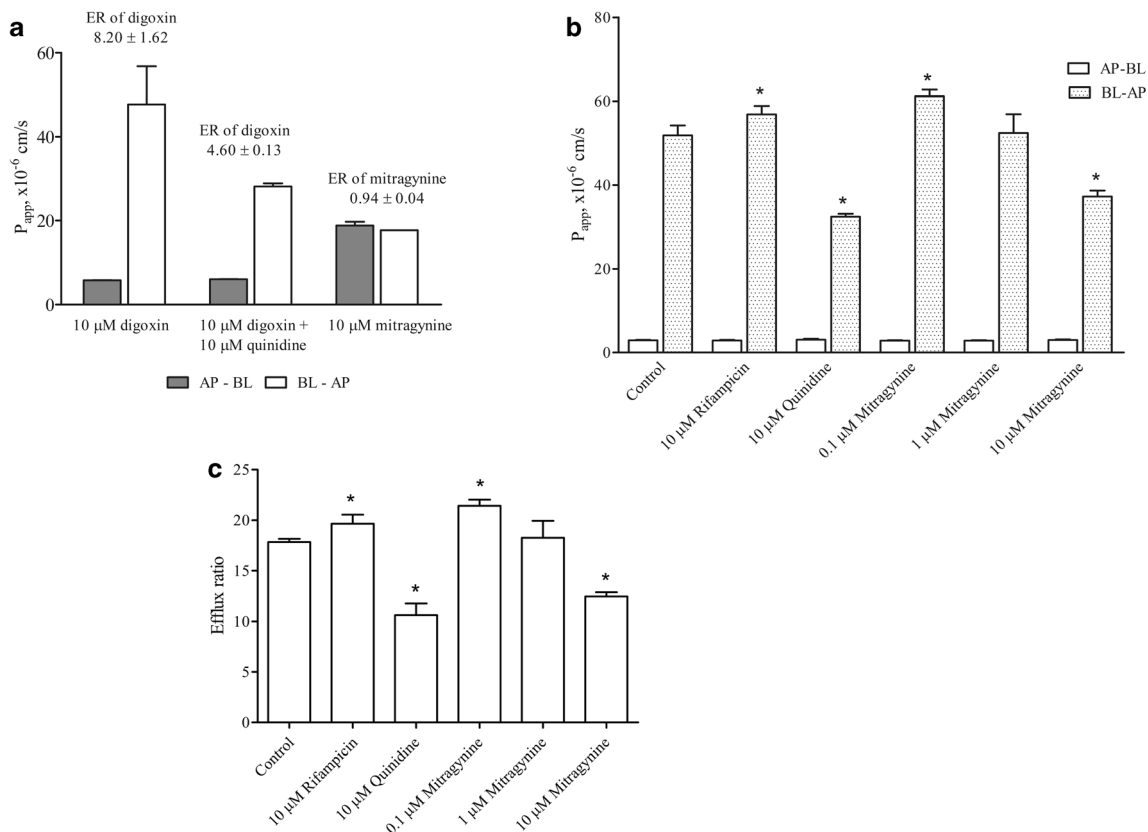 a
ER of digoxin
8.20 ± 1.62
ER of digoxin
4.60 ± 0.13
ER of mitragynine
0.94 ± 0.04
Papp, x10-6 cm/s
60
40
20
0
10 µM digoxin
10 µM digoxin +
10 µM quinidine
10 µM mitragynine
AP - BL
BL - AP
b
AP-BL
BL-AP
Papp, x10-6 cm/s
80
60
40
20
0
*
*
*
*
Control
10 µM Rifampicin
10 µM Quinidine
0.1 µM Mitragynine
1 µM Mitragynine
10 µM Mitragynine
c
Efflux ratio
25
20
15
10
5
0
*
*
*
*
Control
10 µM Rifampicin
10 µM Quinidine
0.1 µM Mitragynine
1 µM Mitragynine
10 µM Mitragynine